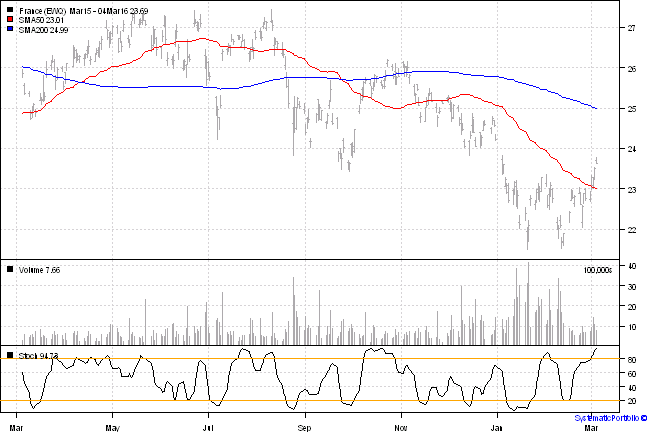 France (EWQ) Mar15 - 04Mar16 23.69
SMA50 23.01
SMA200 24.99
27
26
25
24
23
22
Volume 7.66
100,000s
40
30
20
10
Stoch 94.73
80
60
40
20
Mar May Jul Sep Nov Jan Mar
SystematicPortfolio ©